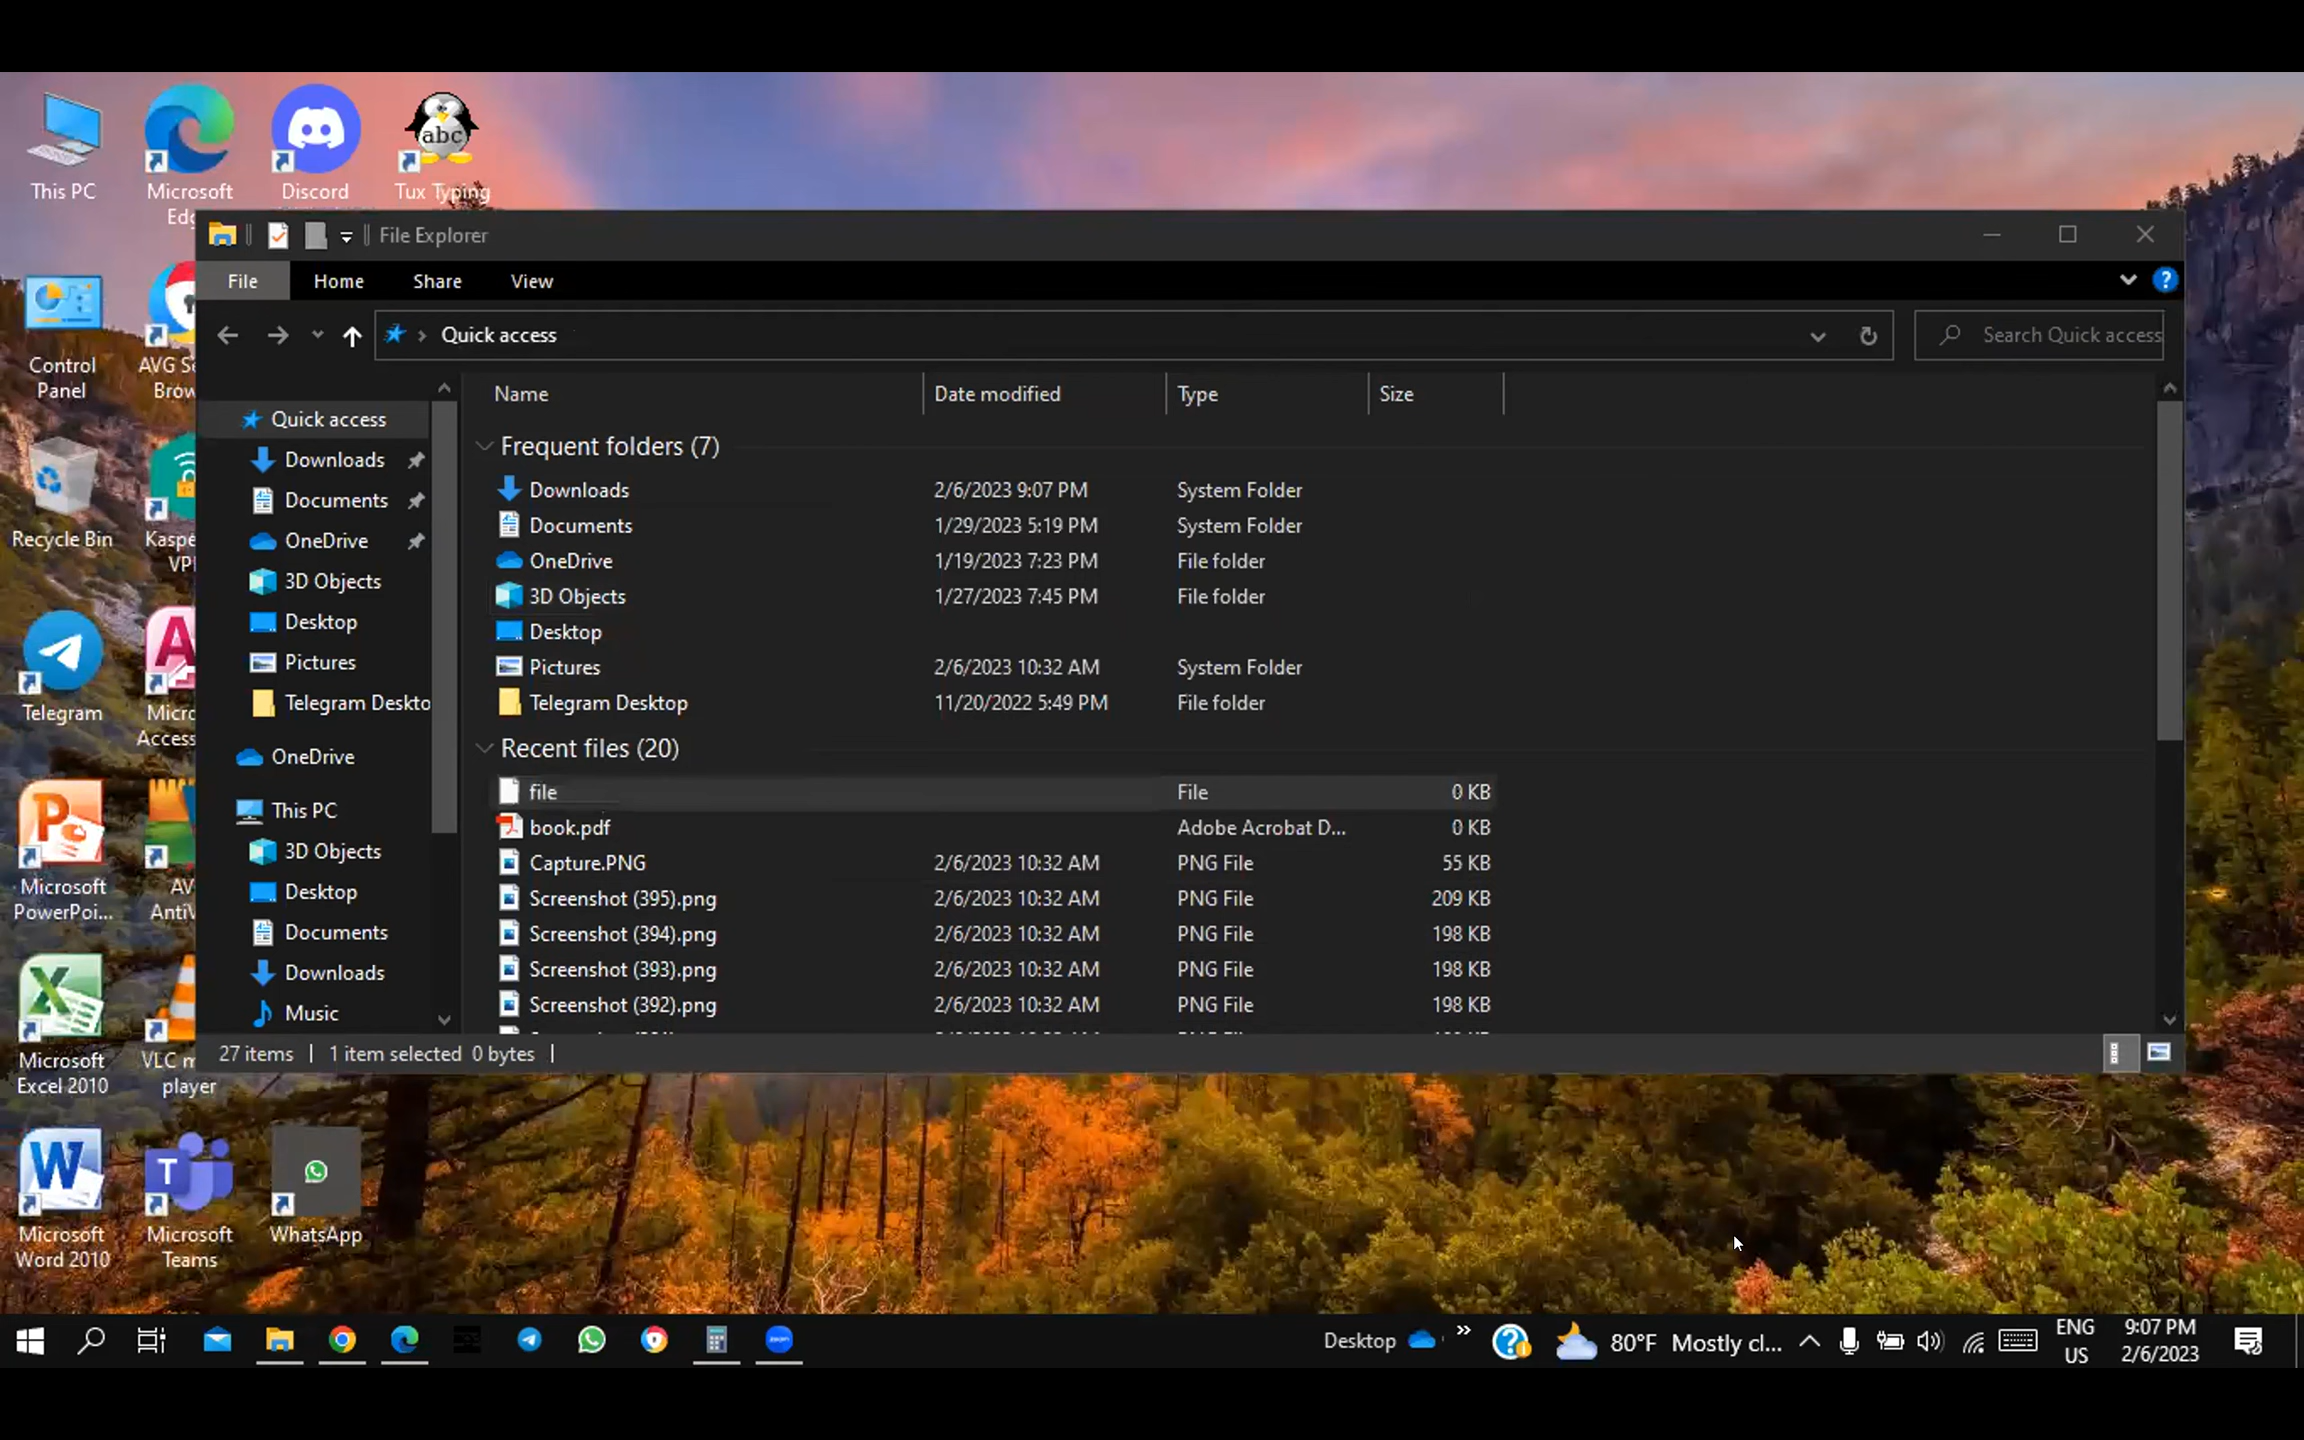 This PC
Microsoft
Edg
Discord
abc
Tux Typing
File Explorer
File Home Share View
Quick access
Search Quick access
Control
Panel
AVG Se
Brow
Recycle Bin
Kaspe
VPI
Telegram
Micro
Access
Microsoft
PowerPoi...
AV
AntiV
Microsoft
Excel 2010
VLC m
player
Microsoft
Word 2010
Microsoft
Teams
WhatsApp
Quick access
Downloads
Documents
OneDrive
3D Objects
Desktop
Pictures
Telegram Deskto
OneDrive
This PC
3D Objects
Desktop
Documents
Downloads
Music
Name Date modified Type Size
Frequent folders (7)
Downloads 2/6/2023 9:07 PM System Folder
Documents 1/29/2023 5:19 PM System Folder
OneDrive 1/19/2023 7:23 PM File folder
3D Objects 1/27/2023 7:45 PM File folder
Desktop
Pictures 2/6/2023 10:32 AM System Folder
Telegram Desktop 11/20/2022 5:49 PM File folder
Recent files (20)
file File 0 KB
book.pdf Adobe Acrobat D... 0 KB
Capture.PNG 2/6/2023 10:32 AM PNG File 55 KB
Screenshot (395).png 2/6/2023 10:32 AM PNG File 209 KB
Screenshot (394).png 2/6/2023 10:32 AM PNG File 198 KB
Screenshot (393).png 2/6/2023 10:32 AM PNG File 198 KB
Screenshot (392).png 2/6/2023 10:32 AM PNG File 198 KB
27 items 1 item selected 0 bytes
Desktop
80°F Mostly cl...
ENG
US
9:07 PM
2/6/2023